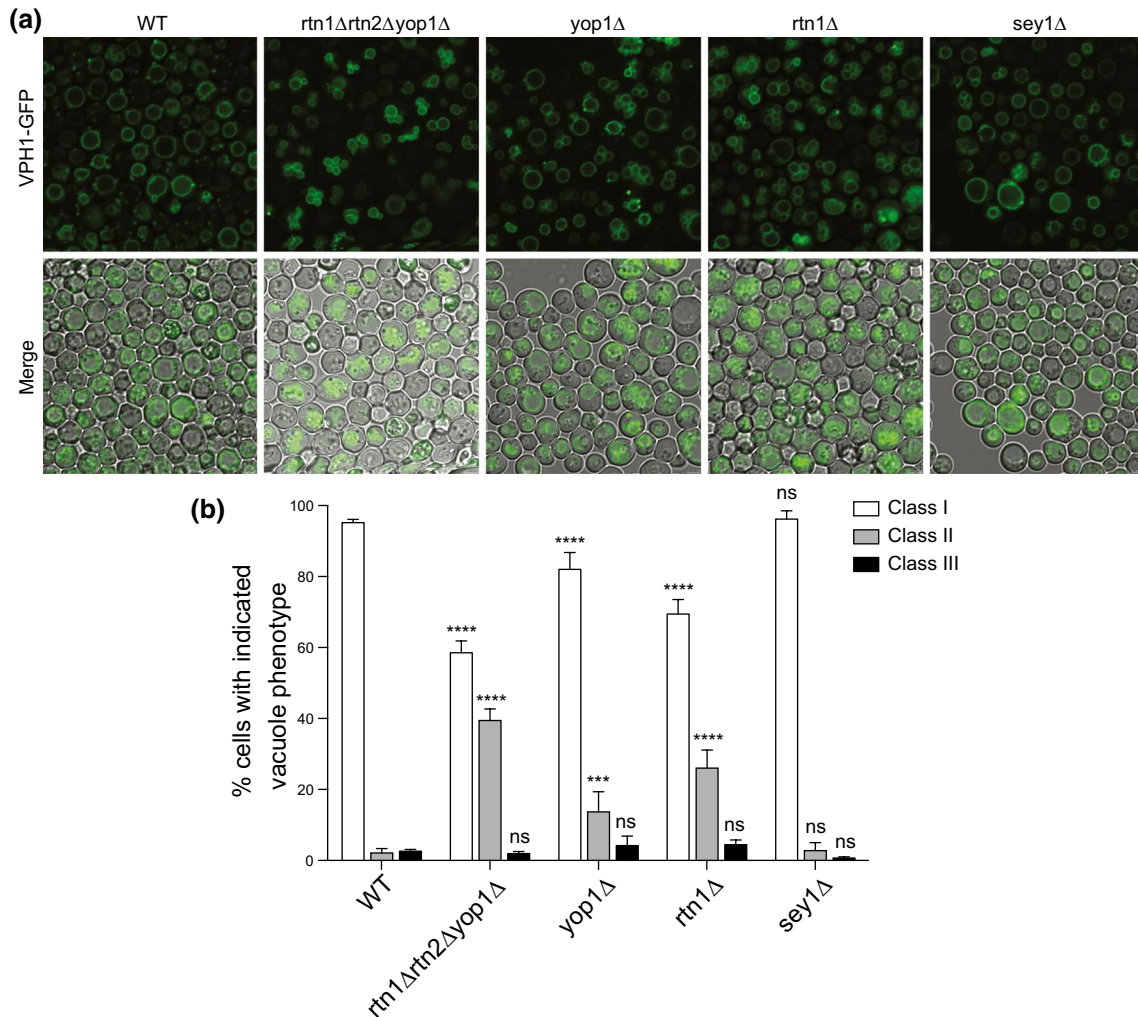 (a)
WT
rtn1Δrtn2Δyop1Δ
yop1Δ
rtn1Δ
sey1Δ
VPH1-GFP
Merge
(b)
% cells with indicated
vacuole phenotype
100
80
60
40
20
0
****
****
ns
****
***
ns
****
****
ns
ns
ns
ns
Class I
Class II
Class III
WT
rtn1Δrtn2Δyop1Δ
yop1Δ
rtn1Δ
sey1Δ